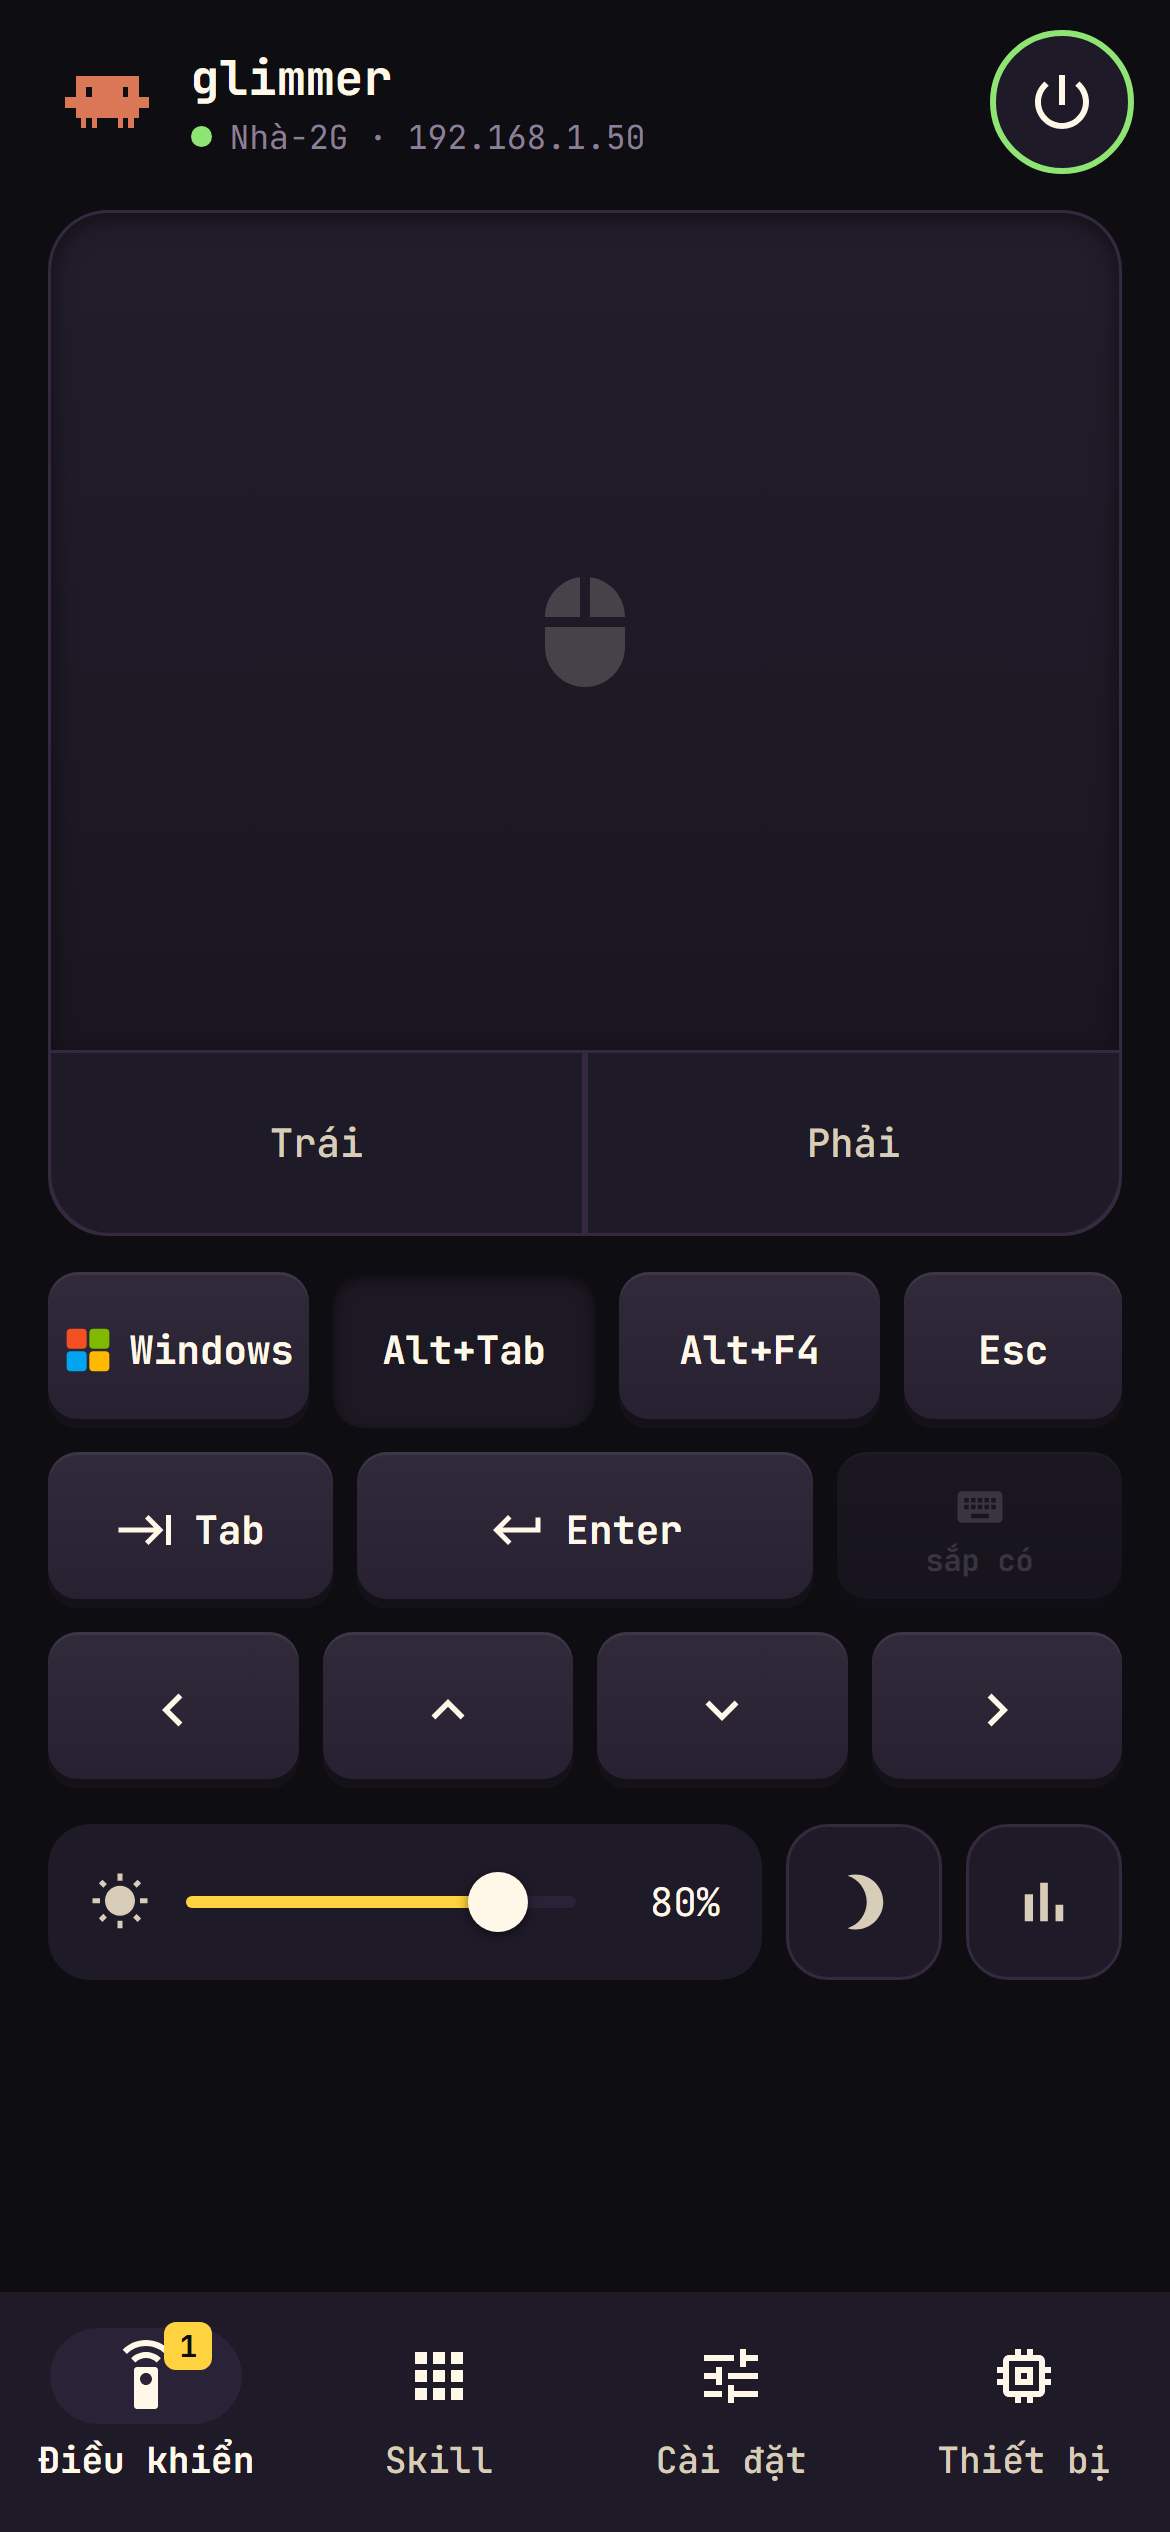 glimmer
Nhà-2G · 192.168.1.50
Trái
Phải
Windows
Alt+Tab
Alt+F4
Esc
Tab
Enter
sắp có
80%
1
Điều khiển
Skill
Cài đặt
Thiết bị